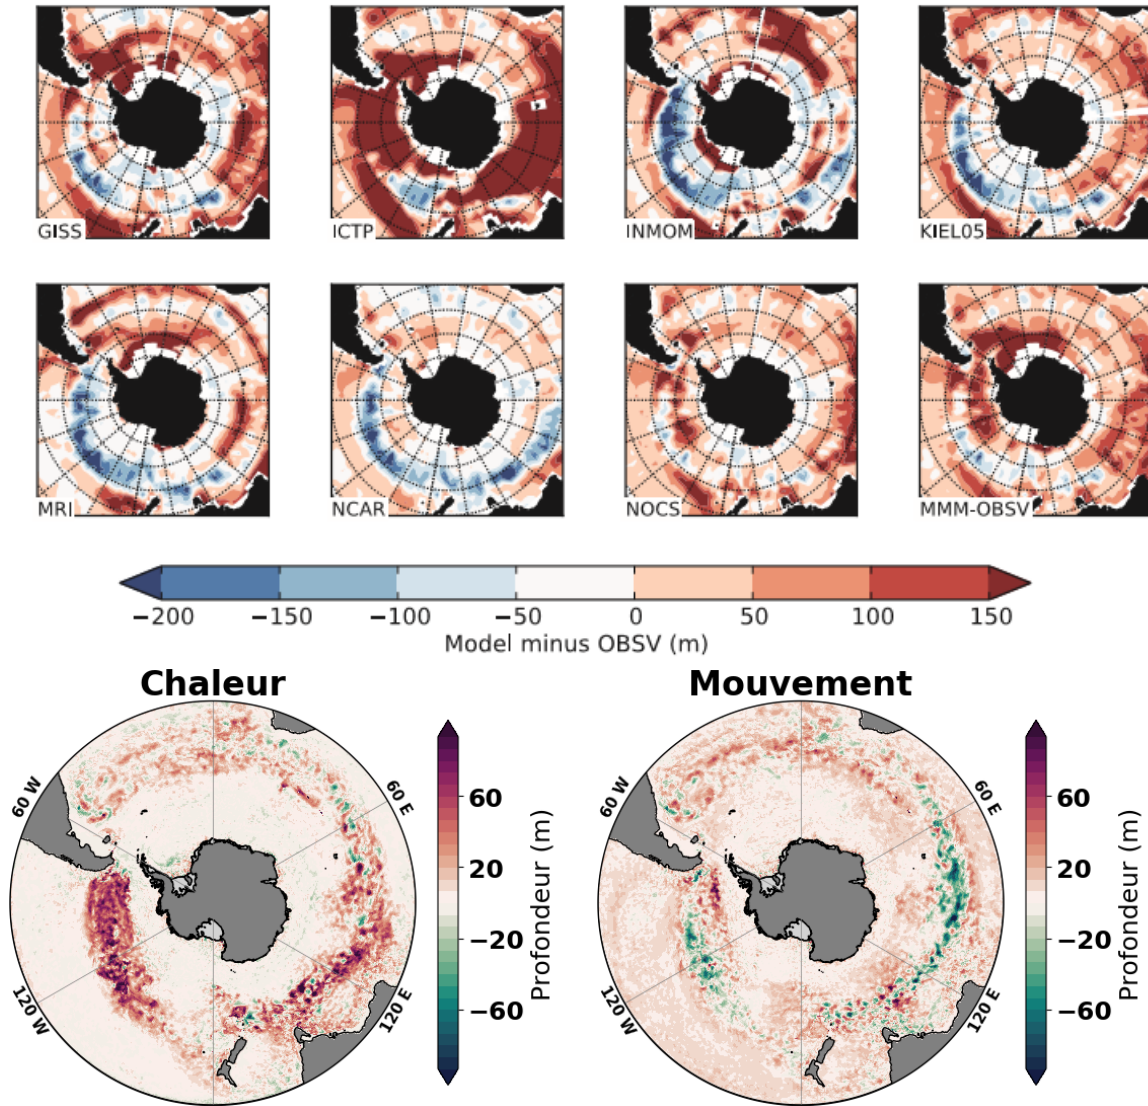 GISS
ICTP
INMOM
KIEL05
MRI
NCAR
NOCS
MMM-OBSV
−200 −150 −100 −50 0 50 100 150
Model minus OBSV (m)
Chaleur
60 W
60 E
120 W
120 E
60
20
−20
−60
Profondeur (m)
Mouvement
60 W
60 E
120 W
120 E
60
20
−20
−60
Profondeur (m)